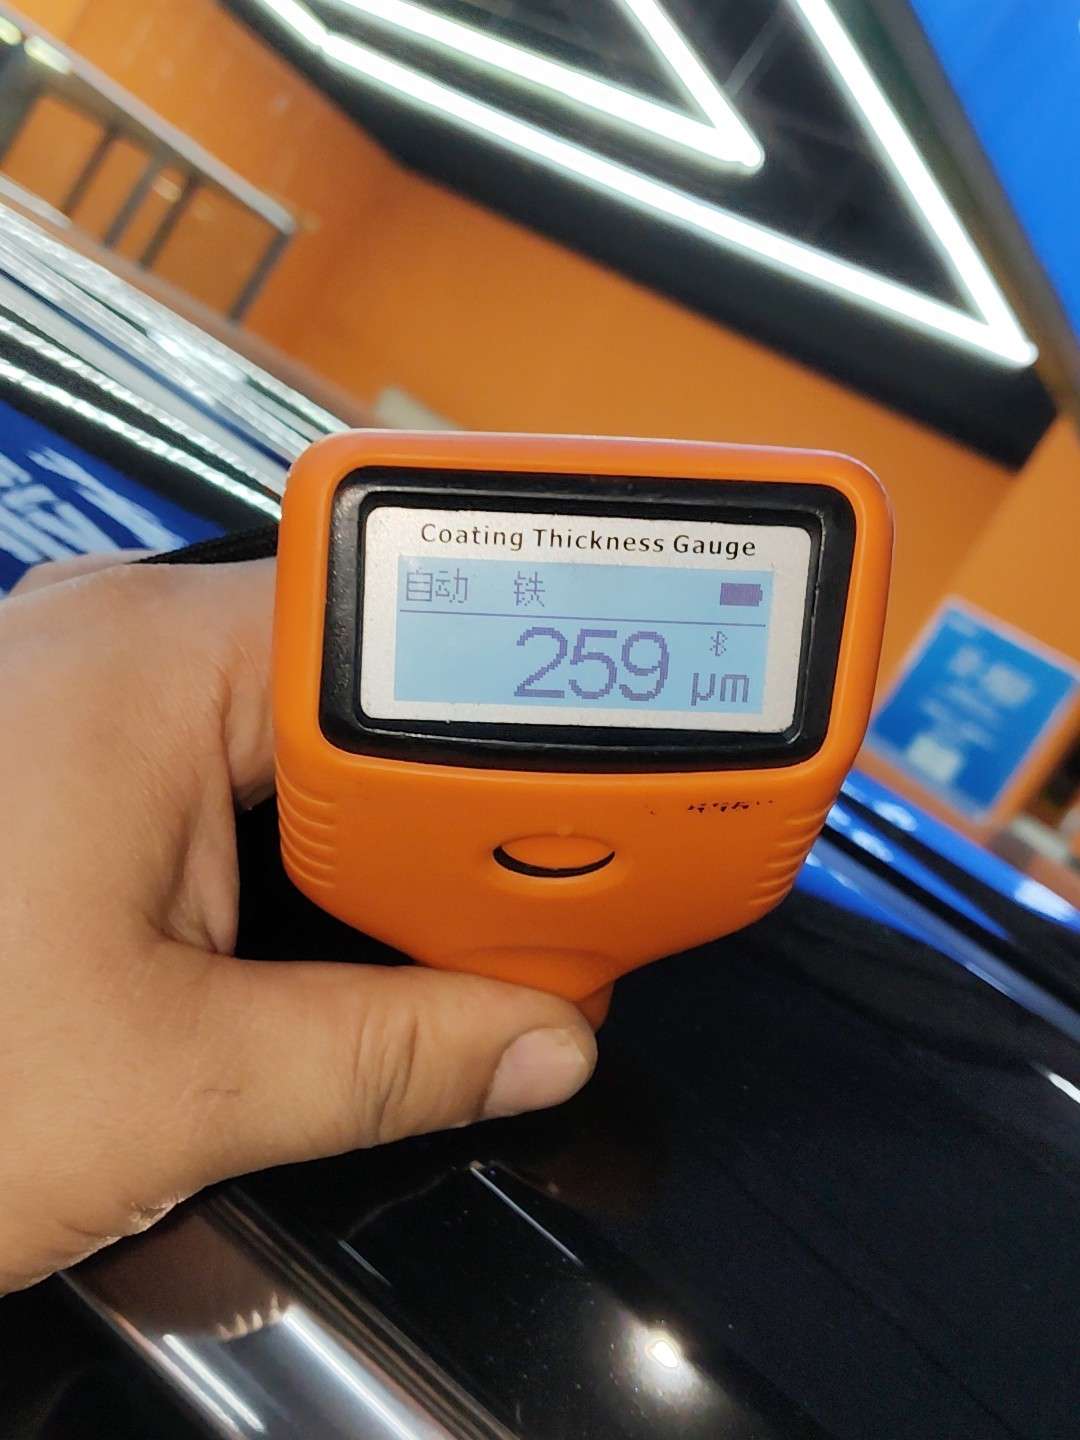 Coating Thickness Gauge
自动 铁
259 μm